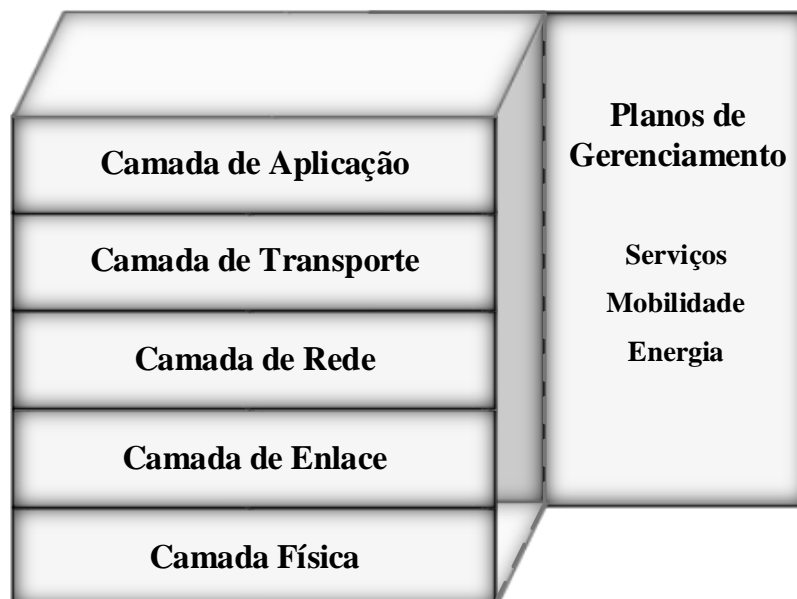 Camada de Aplicação
Camada de Transporte
Camada de Rede
Camada de Enlace
Camada Física
Planos de
Gerenciamento
Serviços
Mobilidade
Energia